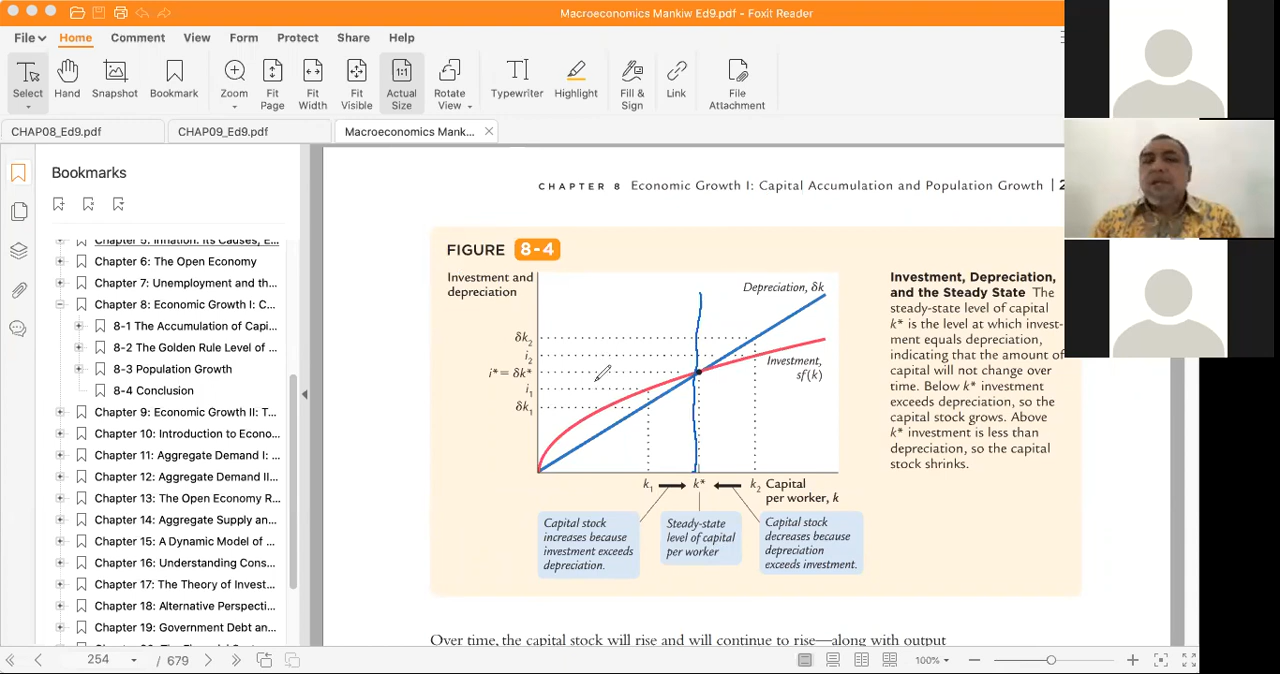 Macroeconomics Mankiw Ed9.pdf - Foxit Reader
File Home Comment View Form Protect Share Help
Select Hand Snapshot Bookmark Zoom Fit Page Fit Width Fit Visible Actual Size Rotate View Typewriter Highlight Fill & Sign Link File Attachment
CHAP08_Ed9.pdf CHAP09_Ed9.pdf Macroeconomics Mank...
Bookmarks
Chapter 5: Inflation: Its Causes, E...
Chapter 6: The Open Economy
Chapter 7: Unemployment and th...
Chapter 8: Economic Growth I: C...
8-1 The Accumulation of Capi...
8-2 The Golden Rule Level of ...
8-3 Population Growth
8-4 Conclusion
Chapter 9: Economic Growth II: T...
Chapter 10: Introduction to Econo...
Chapter 11: Aggregate Demand I: ...
Chapter 12: Aggregate Demand II...
Chapter 13: The Open Economy R...
Chapter 14: Aggregate Supply an...
Chapter 15: A Dynamic Model of ...
Chapter 16: Understanding Cons...
Chapter 17: The Theory of Invest...
Chapter 18: Alternative Perspecti...
Chapter 19: Government Debt an...
254 / 679
CHAPTER 8 Economic Growth I: Capital Accumulation and Population Growth | 2
FIGURE 8-4
Investment and
depreciation
Depreciation, δk
δk₂
i₂
i* = δk*
i₁
δk₁
Investment,
sf(k)
k₁ k* k₂ Capital
per worker, k
Capital stock
increases because
investment exceeds
depreciation.
Steady-state
level of capital
per worker
Capital stock
decreases because
depreciation
exceeds investment.
Investment, Depreciation,
and the Steady State The
steady-state level of capital
k* is the level at which invest-
ment equals depreciation,
indicating that the amount of
capital will not change over
time. Below k* investment
exceeds depreciation, so the
capital stock grows. Above
k* investment is less than
depreciation, so the capital
stock shrinks.
Over time, the capital stock will rise and will continue to rise—along with output
100%